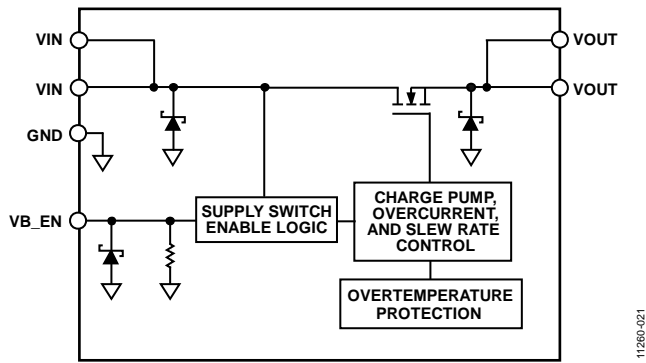 VIN
VOUT
VIN
VOUT
GND
VB_EN
SUPPLY SWITCH
ENABLE LOGIC
CHARGE PUMP,
OVERCURRENT,
AND SLEW RATE
CONTROL
OVERTEMPERATURE
PROTECTION
11260-021